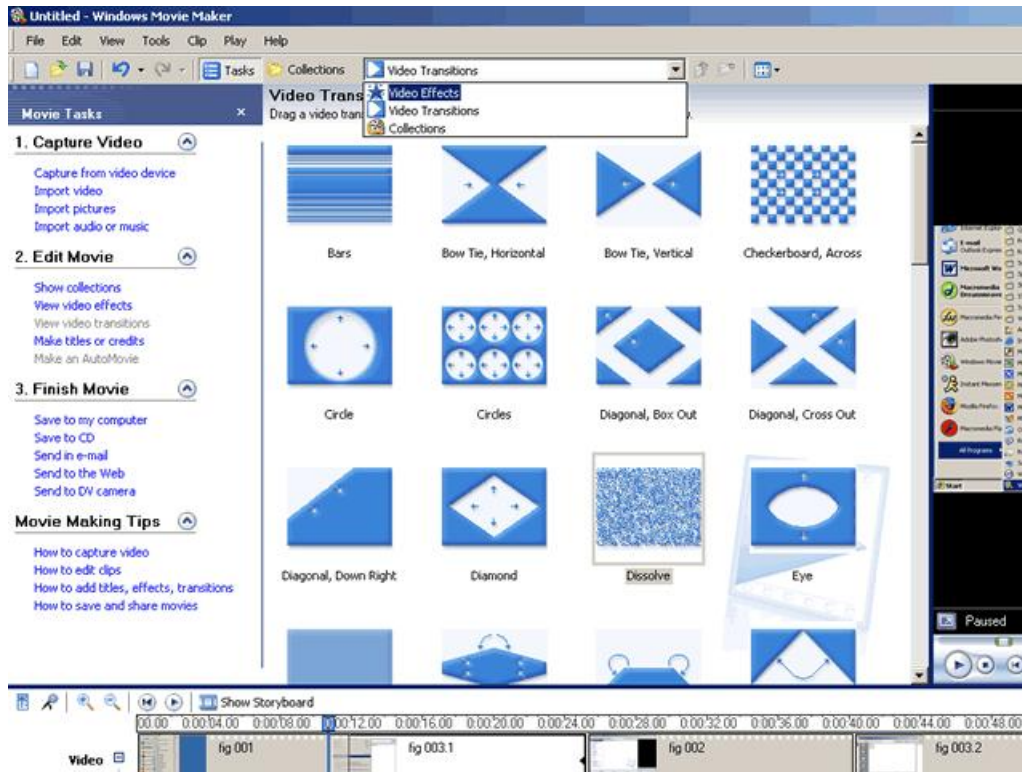 Untitled - Windows Movie Maker
File Edit View Tools Clip Play Help
Tasks Collections Video Transitions
Video Effects
Video Transitions
Collections
Movie Tasks
Video Trans
Drag a video tran
1. Capture Video
Capture from video device
Import video
Import pictures
Import audio or music
2. Edit Movie
Show collections
View video effects
View video transitions
Make titles or credits
Make an AutoMovie
3. Finish Movie
Save to my computer
Save to CD
Send in e-mail
Send to the Web
Send to DV camera
Movie Making Tips
How to capture video
How to edit clips
How to add titles, effects, transitions
How to save and share movies
Bars Bow Tie, Horizontal Bow Tie, Vertical Checkerboard, Across
Circle Circles Diagonal, Box Out Diagonal, Cross Out
Diagonal, Down Right Diamond Dissolve Eye
E-mail
All Programs
Start
Paused
Show Storyboard
00.00 0:00:04.00 0:00:08.00 0:00:12.00 0:00:16.00 0:00:20.00 0:00:24.00 0:00:28.00 0:00:32.00 0:00:36.00 0:00:40.00 0:00:44.00 0:00:48.00
Video fig 001 fig 003.1 fig 002 fig 003.2